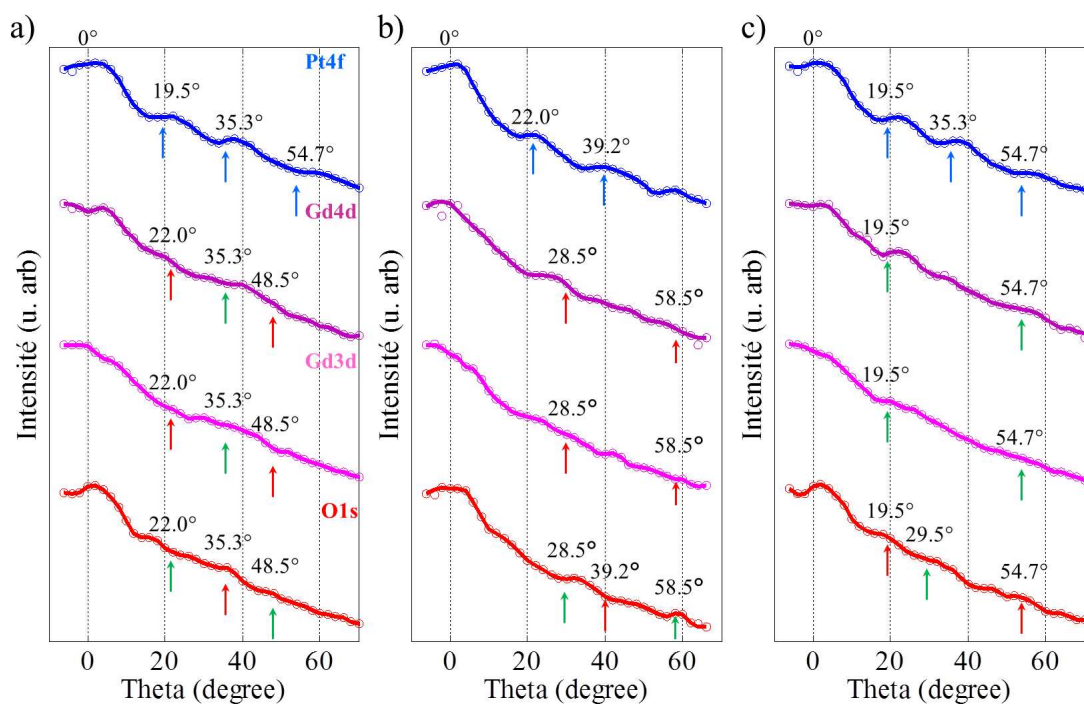 a)
0°
Pt4f
19.5°
35.3°
54.7°
Gd4d
22.0°
35.3°
48.5°
Gd3d
22.0°
35.3°
48.5°
O1s
22.0°
35.3°
48.5°
Intensité (u. arb)
0 20 40 60
Theta (degree)
b)
0°
22.0°
39.2°
28.5°
58.5°
28.5°
58.5°
28.5°
39.2°
58.5°
Intensité (u. arb)
0 20 40 60
Theta (degree)
c)
0°
19.5°
35.3°
54.7°
19.5°
54.7°
19.5°
54.7°
19.5°
29.5°
54.7°
Intensité (u. arb)
0 20 40 60
Theta (degree)